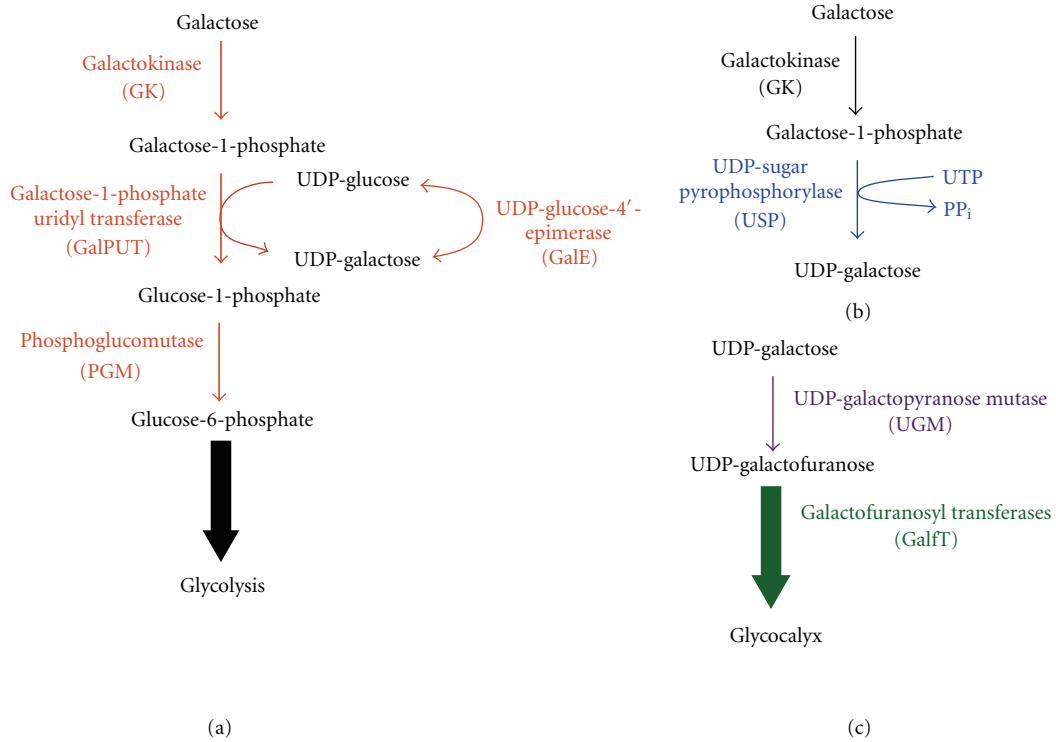 Galactose
Galactokinase
(GK)
Galactose-1-phosphate
Galactose-1-phosphate
uridyl transferase
(GalPUT)
UDP-glucose
UDP-galactose
UDP-glucose-4′-
epimerase
(GalE)
Glucose-1-phosphate
Phosphoglucomutase
(PGM)
Glucose-6-phosphate
Glycolysis
(a)
Galactose
Galactokinase
(GK)
Galactose-1-phosphate
UDP-sugar
pyrophosphorylase
(USP)
UTP
PPi
UDP-galactose
(b)
UDP-galactose
UDP-galactopyranose mutase
(UGM)
UDP-galactofuranose
Galactofuranosyl transferases
(GalfT)
Glycocalyx
(c)